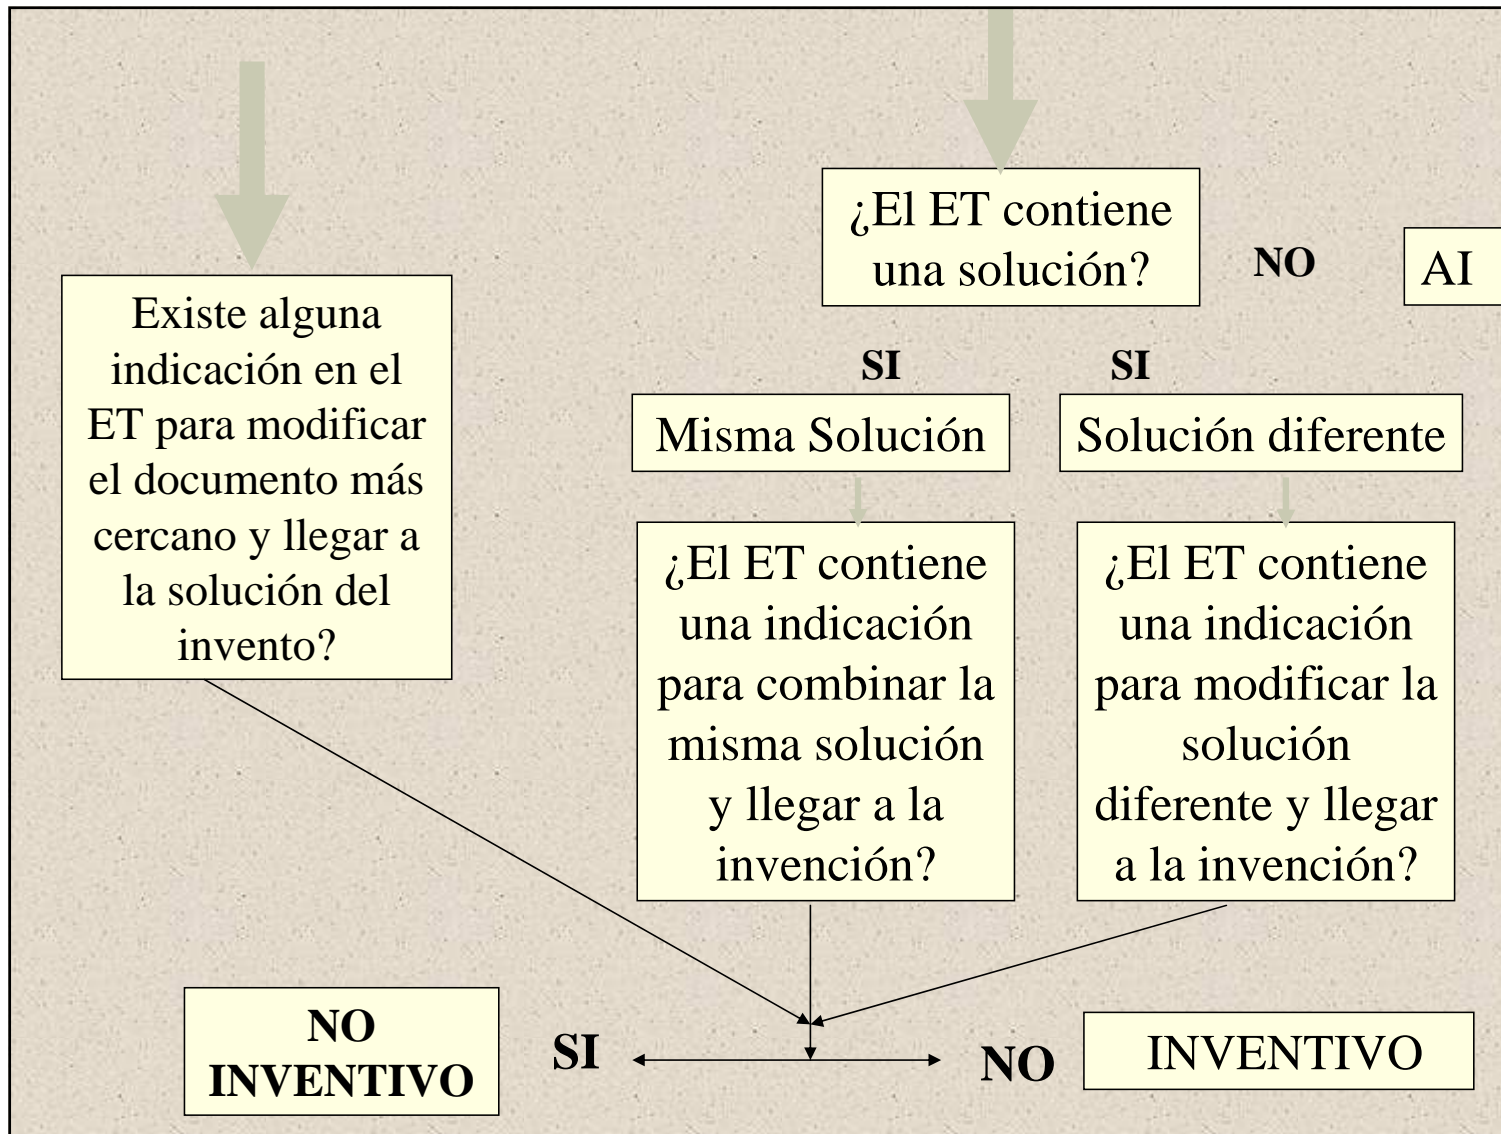 ¿El ET contiene
una solución?
NO
AI
Existe alguna
indicación en el
ET para modificar
el documento más
cercano y llegar a
la solución del
invento?
SI
SI
Misma Solución
Solución diferente
¿El ET contiene
una indicación
para combinar la
misma solución
y llegar a la
invención?
¿El ET contiene
una indicación
para modificar la
solución
diferente y llegar
a la invención?
NO
INVENTIVO
SI
NO
INVENTIVO